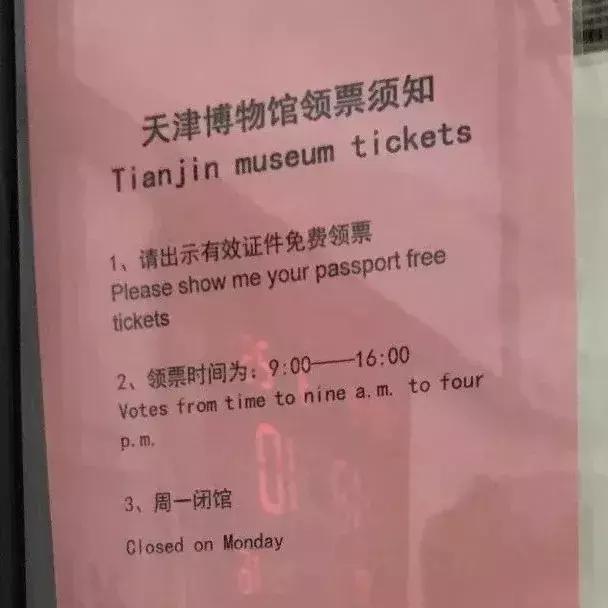 天津博物馆领票须知
Tianjin museum tickets
1、请出示有效证件免费领票
Please show me your passport free
tickets
2、领票时间为：9:00——16:00
Votes from time to nine a.m. to four
p.m.
3、周一闭馆
Closed on Monday